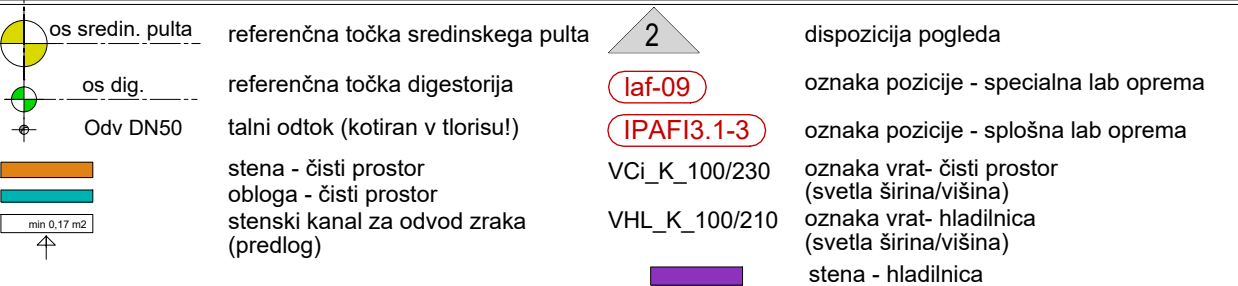 os sredin. pulta
referenčna točka sredinskega pulta
os dig.
referenčna točka digestorija
Odv DN50
talni odtok (kotiran v tlorisu!)
stena - čisti prostor
obloga - čisti prostor
min 0,17 m2
stenski kanal za odvod zraka
(predlog)
2
dispozicija pogleda
laf-09
oznaka pozicije - specialna lab oprema
IPAFI3.1-3
oznaka pozicije - splošna lab oprema
VCi_K_100/230
oznaka vrat- čisti prostor
(svetla širina/višina)
VHL_K_100/210
oznaka vrat- hladilnica
(svetla širina/višina)
stena - hladilnica